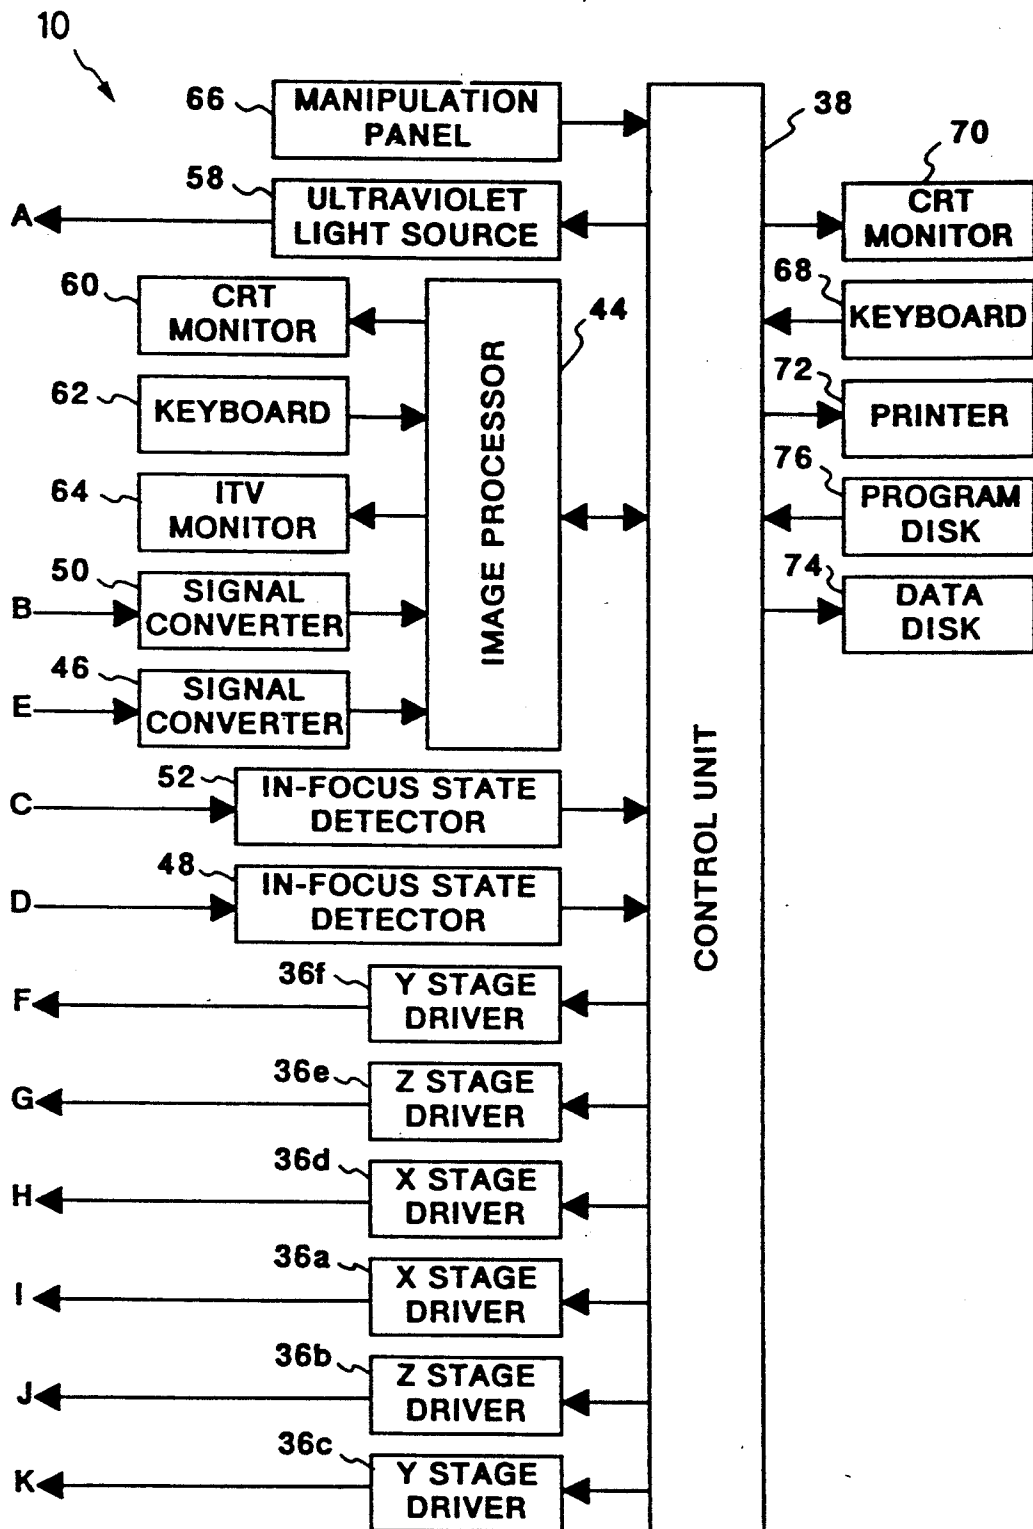 10
66
MANIPULATION
PANEL
38
58
ULTRAVIOLET
LIGHT SOURCE
A
70
CRT
MONITOR
60
CRT
MONITOR
44
68
KEYBOARD
62
KEYBOARD
72
PRINTER
64
ITV
MONITOR
IMAGE PROCESSOR
76
PROGRAM
DISK
50
B
SIGNAL
CONVERTER
74
DATA
DISK
46
E
SIGNAL
CONVERTER
CONTROL UNIT
52
C
IN-FOCUS STATE
DETECTOR
48
D
IN-FOCUS STATE
DETECTOR
36f
F
Y STAGE
DRIVER
36e
G
Z STAGE
DRIVER
36d
H
X STAGE
DRIVER
36a
I
X STAGE
DRIVER
36b
J
Z STAGE
DRIVER
36c
K
Y STAGE
DRIVER